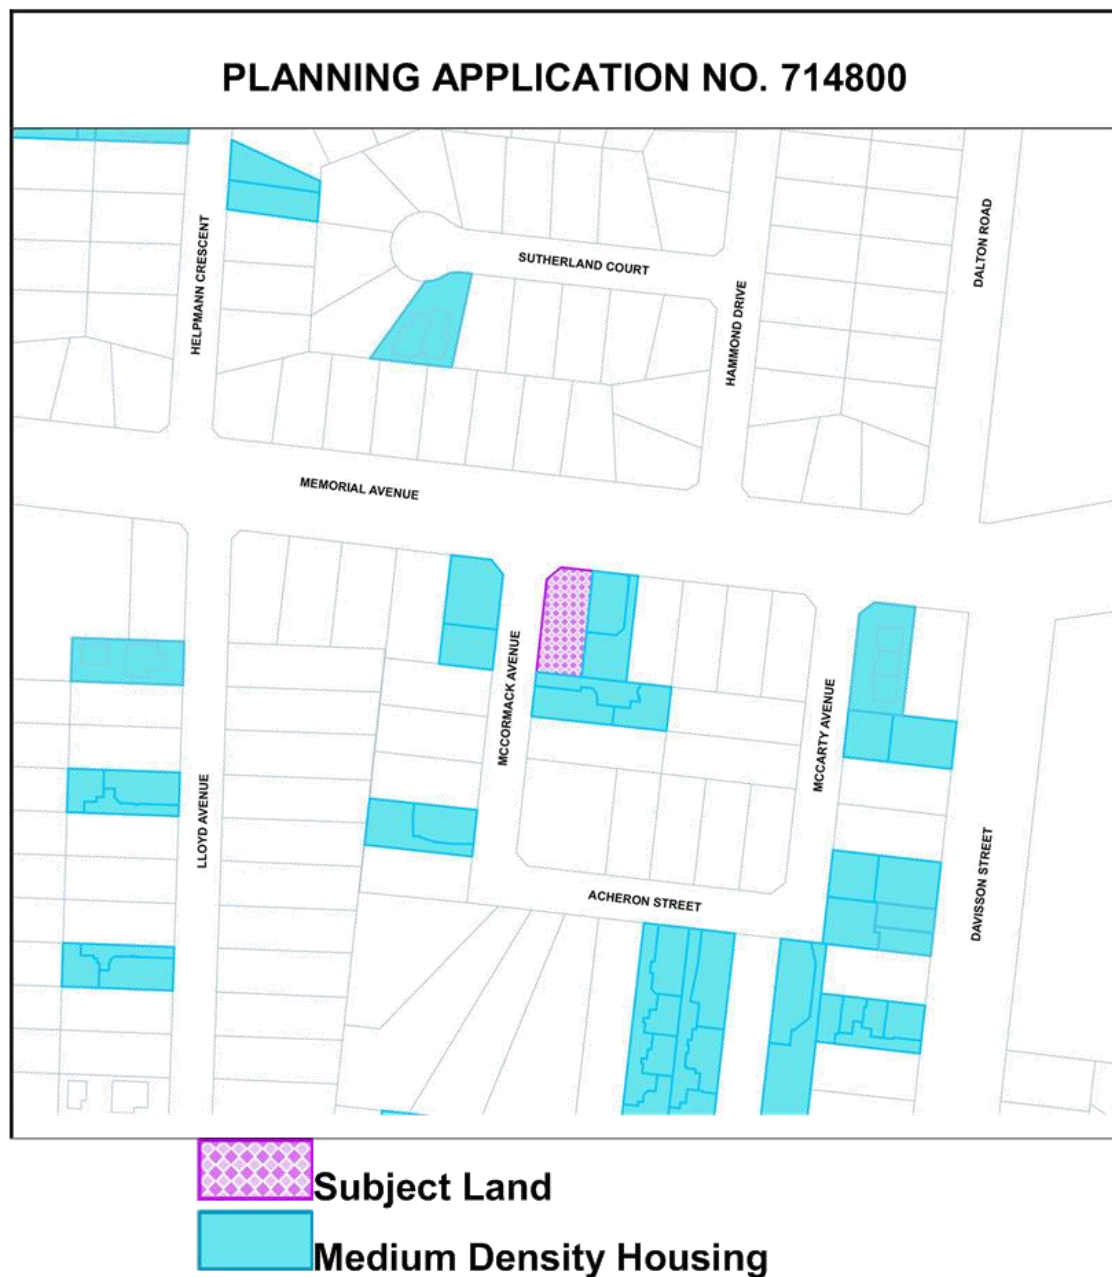 PLANNING APPLICATION NO. 714800
HELPMANN CRESCENT
SUTHERLAND COURT
HAMMOND DRIVE
DALTON ROAD
MEMORIAL AVENUE
MCCORMACK AVENUE
MCCARTY AVENUE
LLOYD AVENUE
ACHERON STREET
DAVISSON STREET
Subject Land
Medium Density Housing